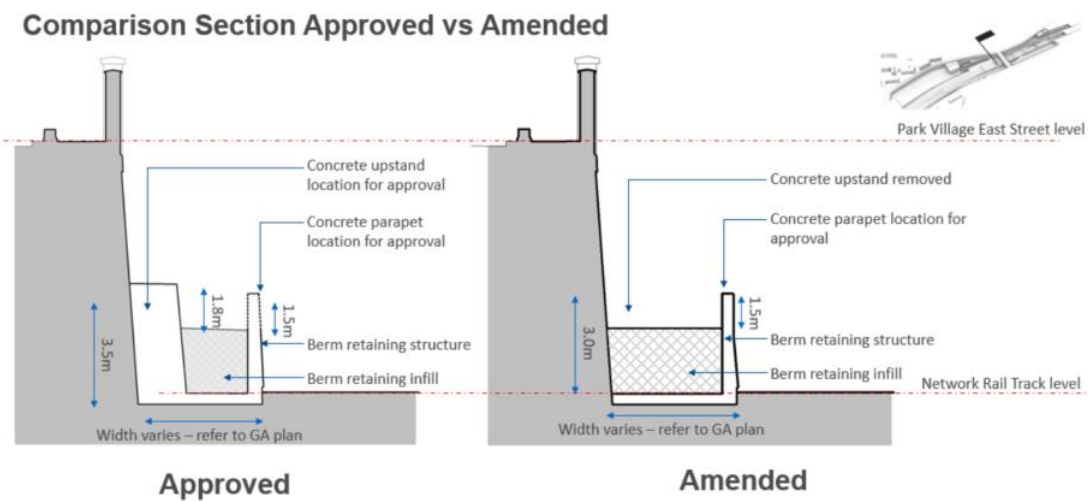 Comparison Section Approved vs Amended
Park Village East Street level
Concrete upstand
location for approval
Concrete parapet
location for approval
1.8m
1.5m
3.5m
Berm retaining structure
Berm retaining infill
Width varies – refer to GA plan
Approved
Concrete upstand removed
Concrete parapet location for
approval
1.5m
3.0m
Berm retaining structure
Berm retaining infill
Network Rail Track level
Width varies – refer to GA plan
Amended